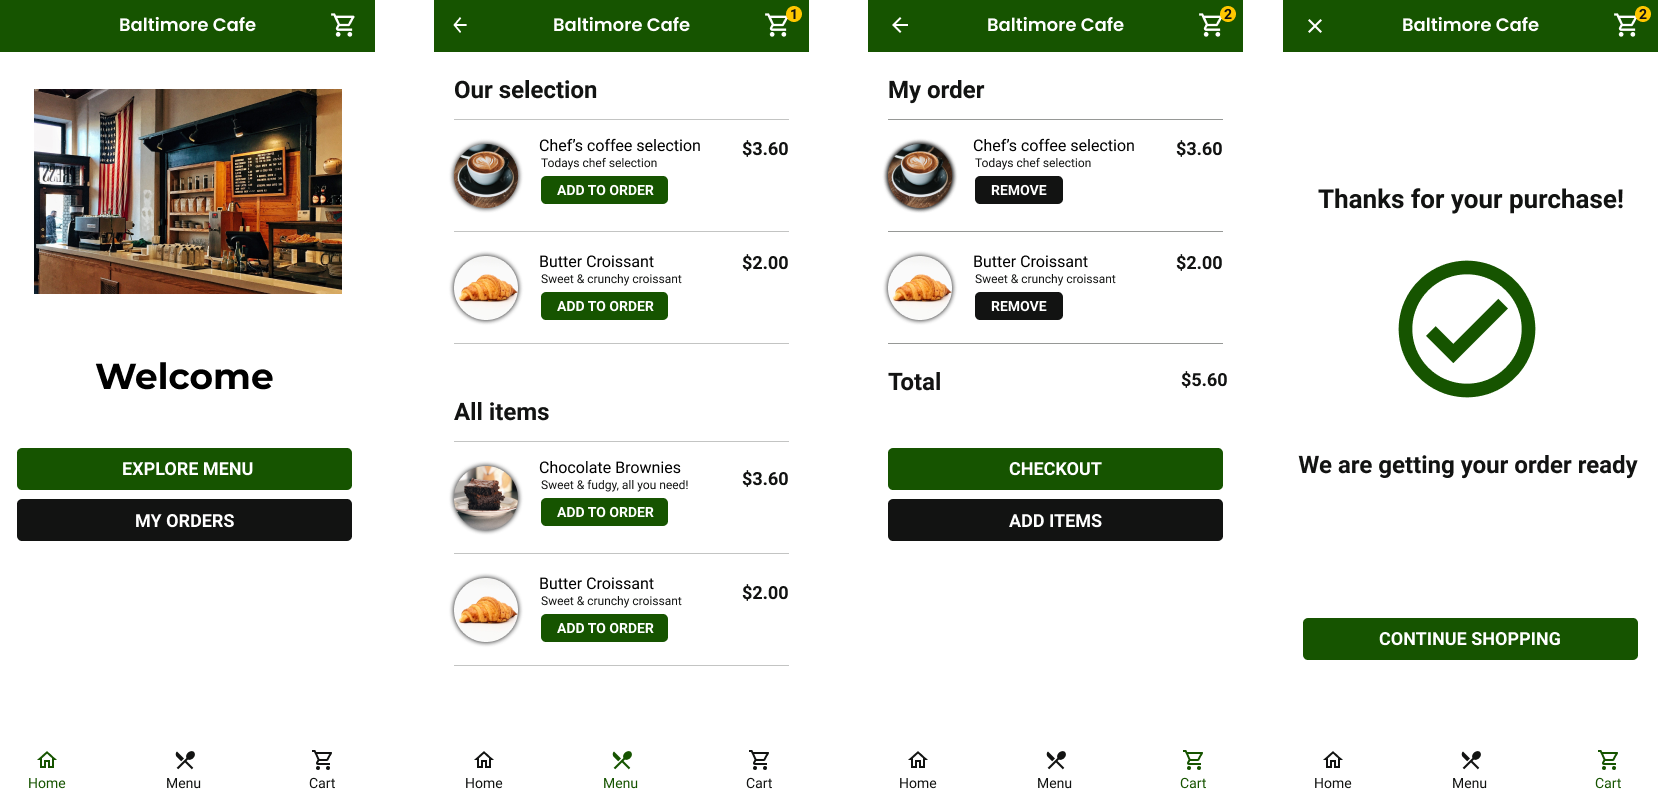 Baltimore Cafe
Welcome
EXPLORE MENU
MY ORDERS
Home
Menu
Cart
Baltimore Cafe
1
Our selection
Chef's coffee selection
$3.60
Todays chef selection
ADD TO ORDER
Butter Croissant
$2.00
Sweet & crunchy croissant
ADD TO ORDER
All items
Chocolate Brownies
$3.60
Sweet & fudgy, all you need!
ADD TO ORDER
Butter Croissant
$2.00
Sweet & crunchy croissant
ADD TO ORDER
Home
Menu
Cart
Baltimore Cafe
2
My order
Chef's coffee selection
$3.60
Todays chef selection
REMOVE
Butter Croissant
$2.00
Sweet & crunchy croissant
REMOVE
Total
$5.60
CHECKOUT
ADD ITEMS
Home
Menu
Cart
Baltimore Cafe
2
Thanks for your purchase!
We are getting your order ready
CONTINUE SHOPPING
Home
Menu
Cart